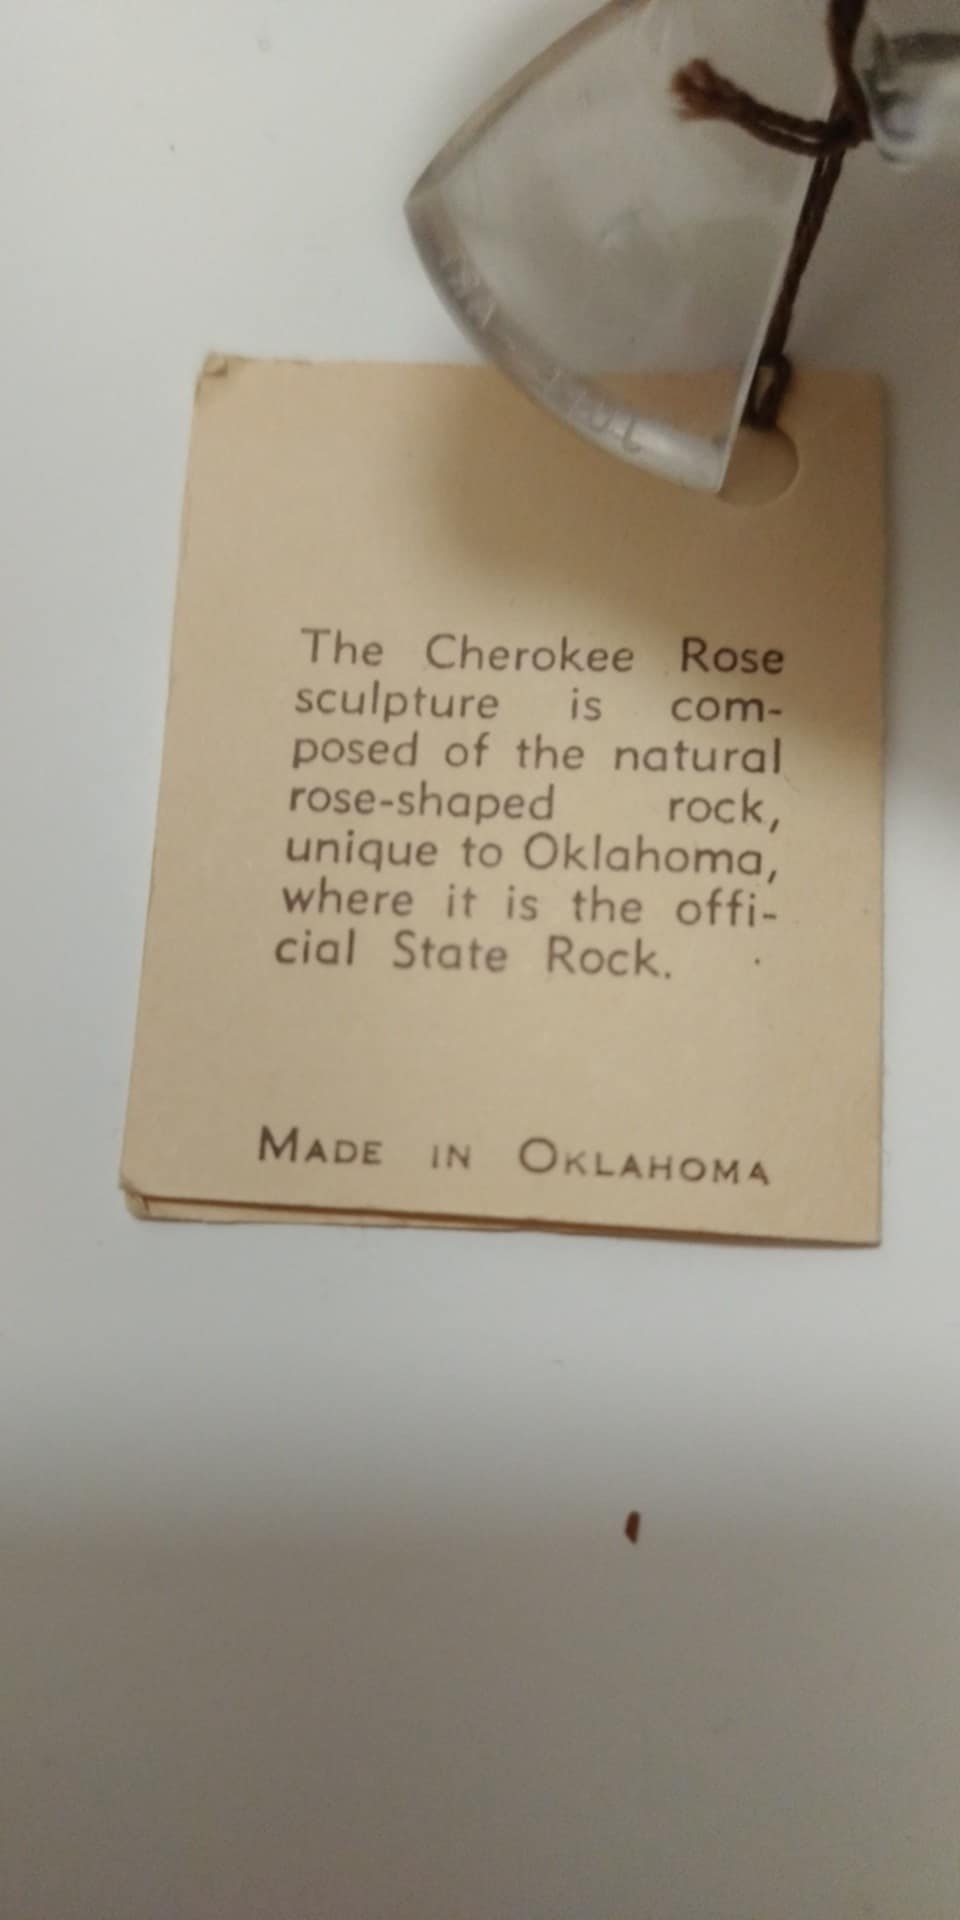 The Cherokee Rose
sculpture is com-
posed of the natural
rose-shaped rock,
unique to Oklahoma,
where it is the offi-
cial State Rock.
MADE IN OKLAHOMA